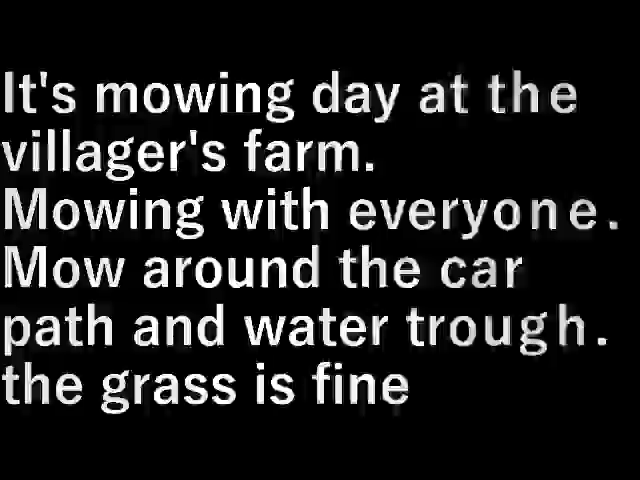 It's mowing day at the
villager's farm.
Mowing with everyone.
Mow around the car
path and water trough.
the grass is fine